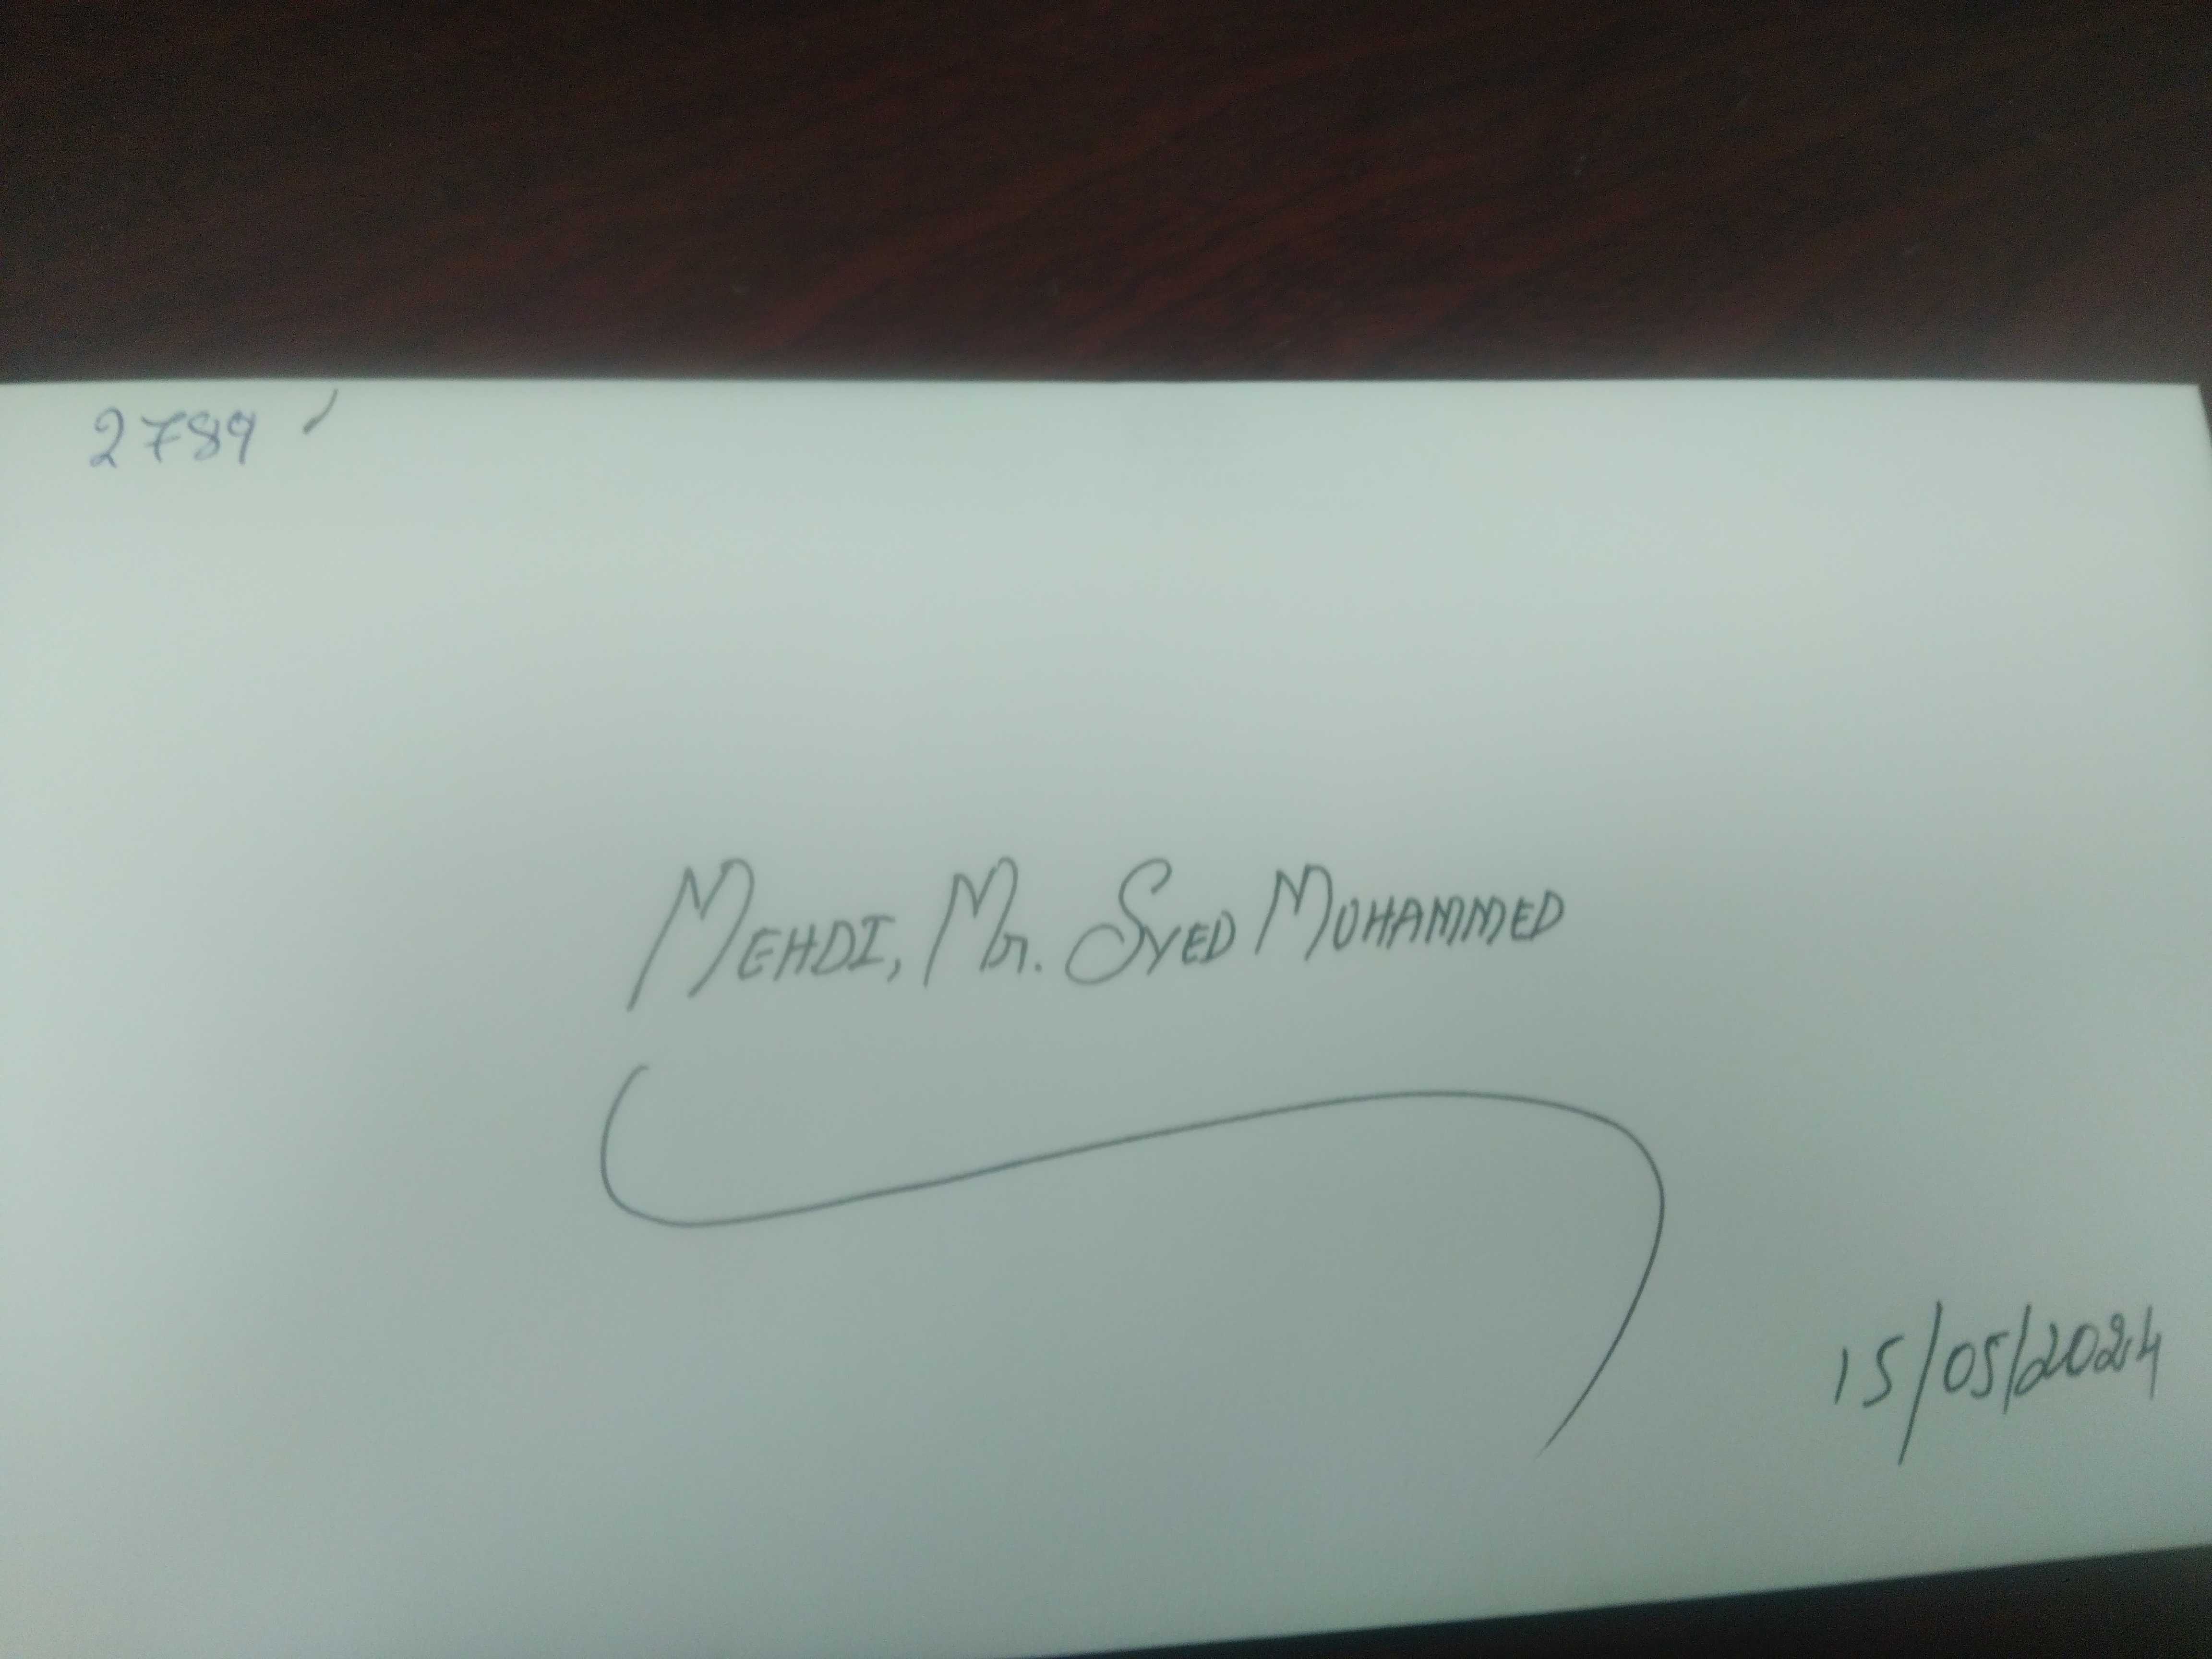 2789
MEHDI, Mr. SYED MOHAMMED
15/05/2024